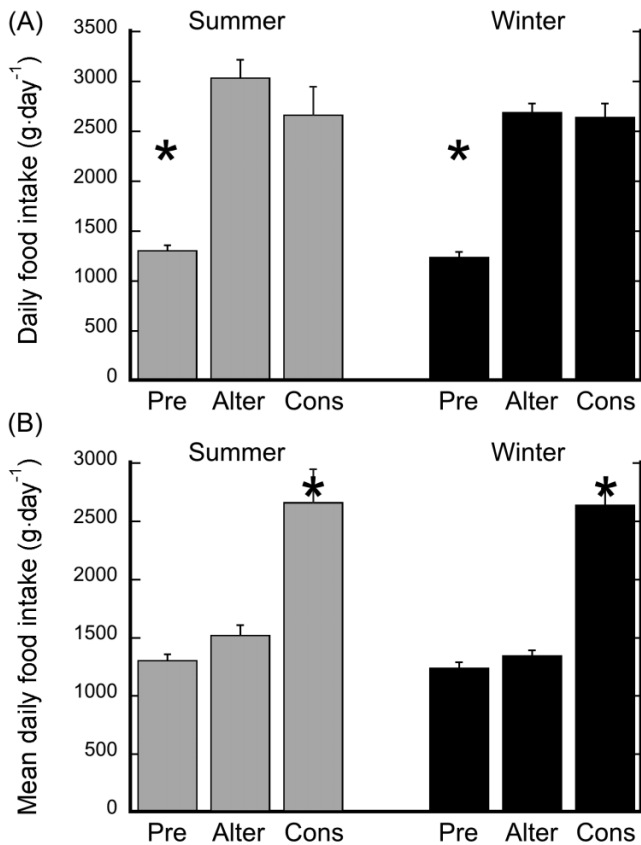 (A)
Summer
Winter
Daily food intake (g·day⁻¹)
3500
3000
2500
2000
1500
1000
500
0
*
*
Pre Alter Cons
Pre Alter Cons
(B)
Summer
Winter
Mean daily food intake (g·day⁻¹)
3000
2500
2000
1500
1000
500
0
*
*
Pre Alter Cons
Pre Alter Cons